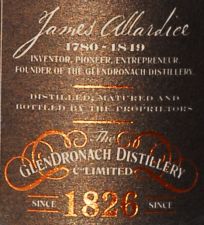 James Allardice
1780-1849
INVENTOR, PIONEER, ENTREPRENEUR,
FOUNDER OF THE GLENDRONACH DISTILLERY.
DISTILLED, MATURED AND
BOTTLED BY THE PROPRIETORS
The
GLENDRONACH DISTILLERY
Co LIMITED
SINCE 1826 SINCE